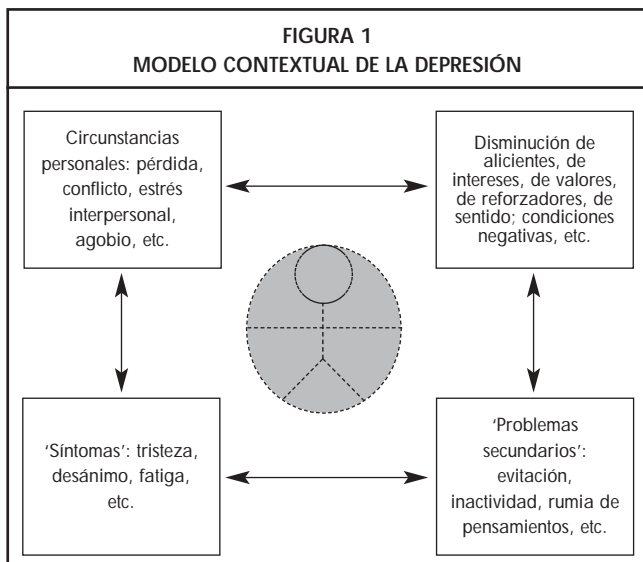 FIGURA 1
MODELO CONTEXTUAL DE LA DEPRESIÓN
Circunstancias
personales: pérdida,
conflicto, estrés
interpersonal,
agobio, etc.
Disminución de
alicientes, de
intereses, de valores,
de reforzadores, de
sentido; condiciones
negativas, etc.
'Síntomas': tristeza,
desánimo, fatiga,
etc.
'Problemas
secundarios':
evitación,
inactividad, rumia de
pensamientos, etc.